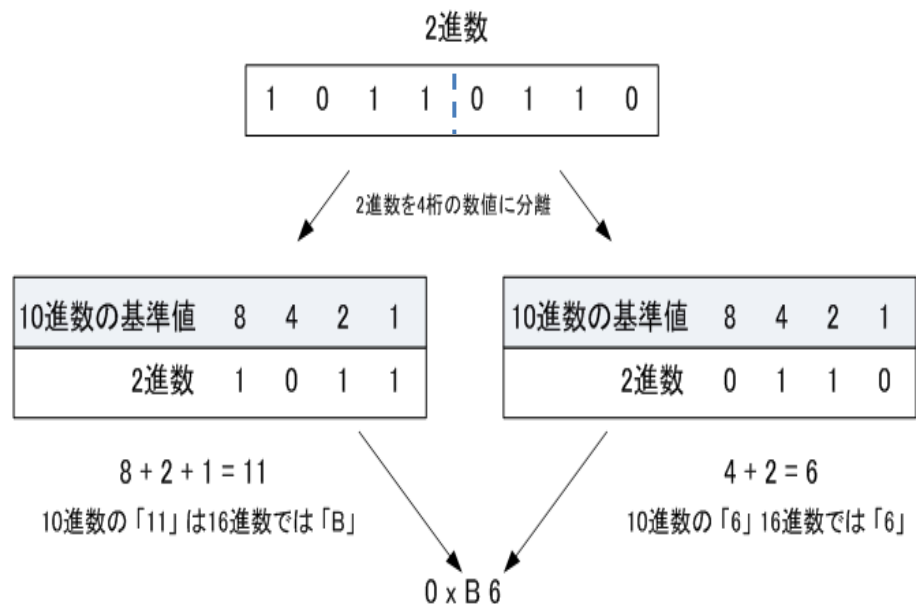 2進数
1 0 1 1 0 1 1 0
2進数を4桁の数値に分離
10進数の基準値 8 4 2 1
2進数 1 0 1 1
8 + 2 + 1 = 11
10進数の「11」は16進数では「B」
10進数の基準値 8 4 2 1
2進数 0 1 1 0
4 + 2 = 6
10進数の「6」16進数では「6」
0 x B 6